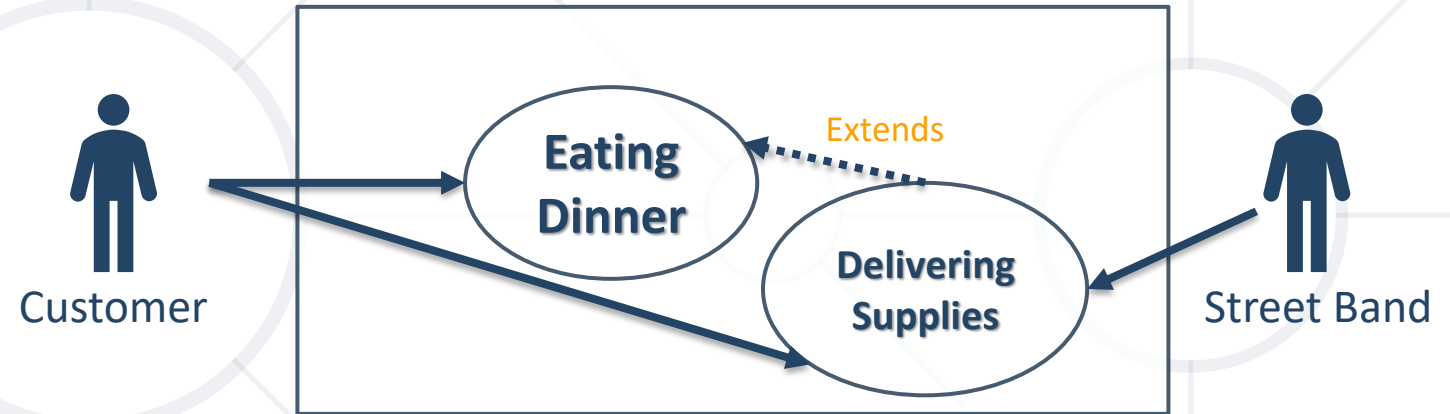 Extends
Eating
Dinner
Delivering
Supplies
Customer
Street Band